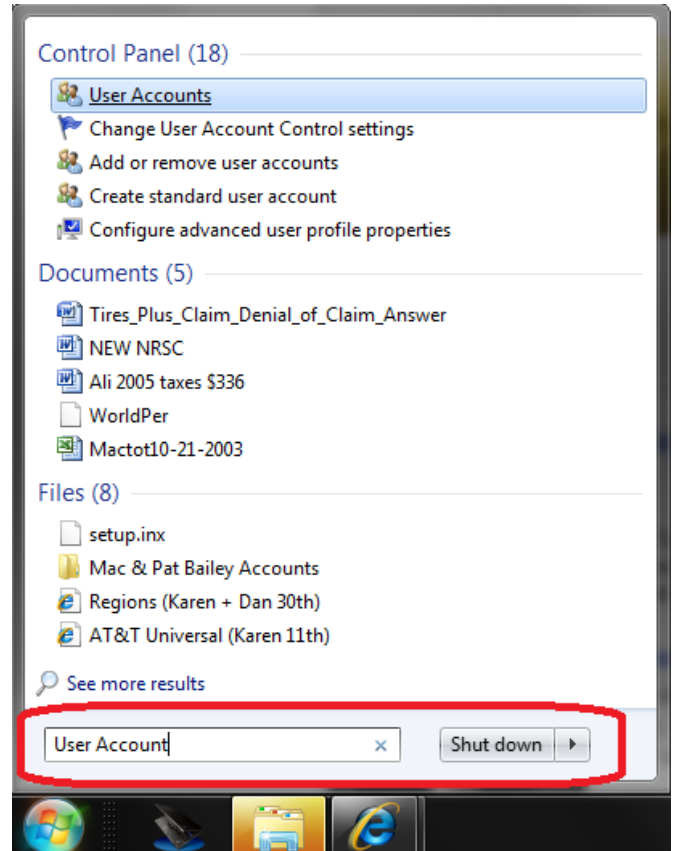 Control Panel (18)
User Accounts
Change User Account Control settings
Add or remove user accounts
Create standard user account
Configure advanced user profile properties
Documents (5)
Tires_Plus_Claim_Denial_of_Claim_Answer
NEW NRSC
Ali 2005 taxes $336
WorldPer
Mactot10-21-2003
Files (8)
setup.inx
Mac & Pat Bailey Accounts
Regions (Karen + Dan 30th)
AT&T Universal (Karen 11th)
See more results
User Account Shut down